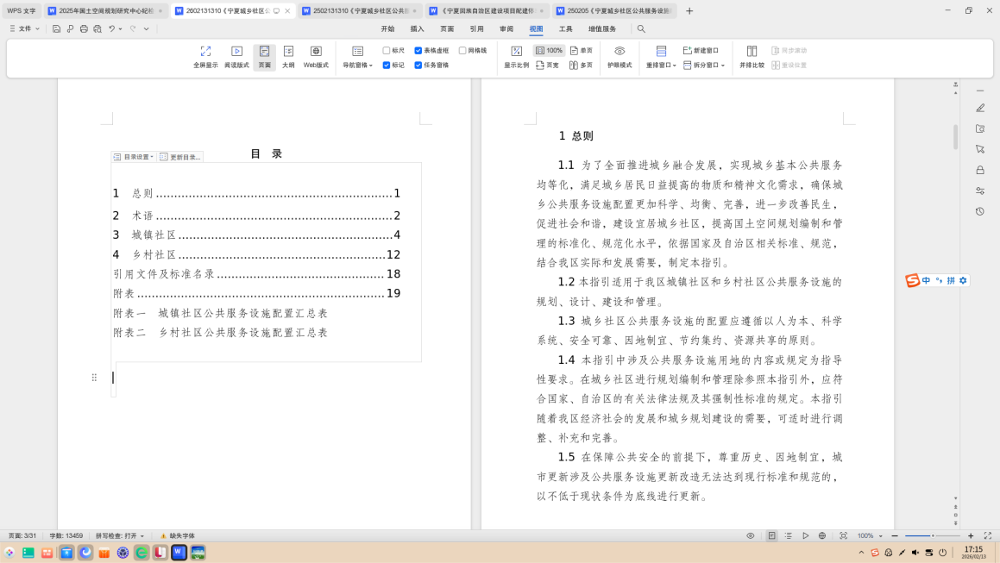 WPS 文字
2025年国土空间规划研究中心纪检
2602131310《宁夏城乡社区公
2502131310《宁夏城乡社区公共服
《宁夏回族自治区建设项目配建停
250205《宁夏城乡社区公共服务设施
文件
开始 插入 页面 引用 审阅 视图 工具 增值服务
全屏显示 阅读版式 页面 大纲 Web版式
导航窗格
标尺 表格虚框 网格线
标记 任务窗格
显示比例
100% 单页
页宽 多页
护眼模式
重排窗口
新建窗口
拆分窗口
并排比较
同步滚动
重设位置
目录设置 更新目录...
目 录
1 总则 1
2 术语 2
3 城镇社区 4
4 乡村社区 12
引用文件及标准名录 18
附表 19
附表一 城镇社区公共服务设施配置汇总表
附表二 乡村社区公共服务设施配置汇总表
1 总则
1.1 为了全面推进城乡融合发展，实现城乡基本公共服务
均等化，满足城乡居民日益提高的物质和精神文化需求，确保城
乡公共服务设施配置更加科学、均衡、完善，进一步改善民生，
促进社会和谐，建设宜居城乡社区，提高国土空间规划编制和管
理的标准化、规范化水平，依据国家及自治区相关标准、规范，
结合我区实际和发展需要，制定本指引。
1.2 本指引适用于我区城镇社区和乡村社区公共服务设施的
规划、设计、建设和管理。
1.3 城乡社区公共服务设施的配置应遵循以人为本、科学
系统、安全可靠、因地制宜、节约集约、资源共享的原则。
1.4 本指引中涉及公共服务设施用地的内容或规定为指导
性要求。在城乡社区进行规划编制和管理除参照本指引外，应符
合国家、自治区的有关法律法规及其强制性标准的规定。本指引
随着我区经济社会的发展和城乡规划建设的需要，可适时进行调
整、补充和完善。
1.5 在保障公共安全的前提下，尊重历史、因地制宜，城
市更新涉及公共服务设施更新改造无法达到现行标准和规范的，
以不低于现状条件为底线进行更新。
中 拼
页面: 3/31 字数: 13459 拼写检查: 打开 缺失字体
100%
17:15
2026/02/13